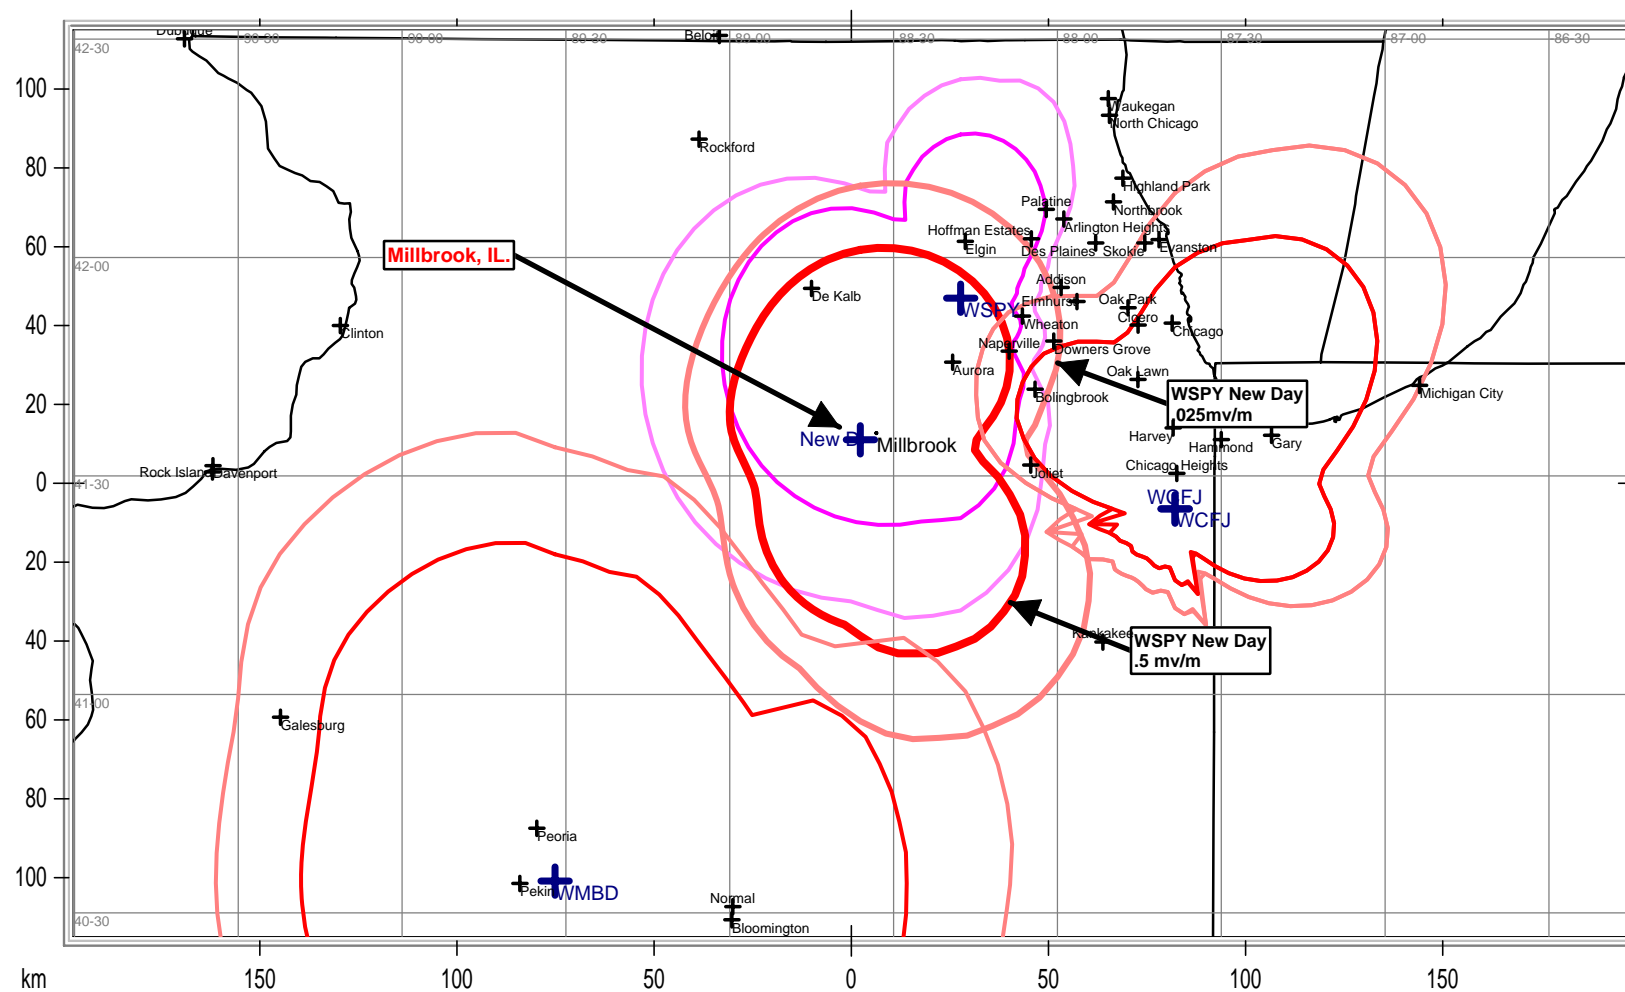 Dubuque
Beloit
42-30
90-30
90-00
89-30
89-00
88-30
88-00
87-30
87-00
86-30
100
Waukegan
North Chicago
Rockford
80
Highland Park
Palatine
Northbrook
Arlington Heights
Hoffman Estates
60
Elgin
Des Plaines
Skokie
Evanston
Millbrook, IL.
42-00
Addison
De Kalb
Elmhurst
Oak Park
WSPY
Wheaton
Cicero
Chicago
40
Clinton
Naperville
Downers Grove
Aurora
Oak Lawn
Bolingbrook
WSPY New Day
.025mv/m
Michigan City
20
New D
Millbrook
Harvey
Hammond
Gary
Chicago Heights
Rock Island
Davenport
Joliet
0
41-30
WCFJ
WCFJ
20
40
Kankakee
WSPY New Day
.5 mv/m
41-00
60
Galesburg
80
Peoria
100
Pekin
WMBD
Normal
Bloomington
40-30
km
150
100
50
0
50
100
150